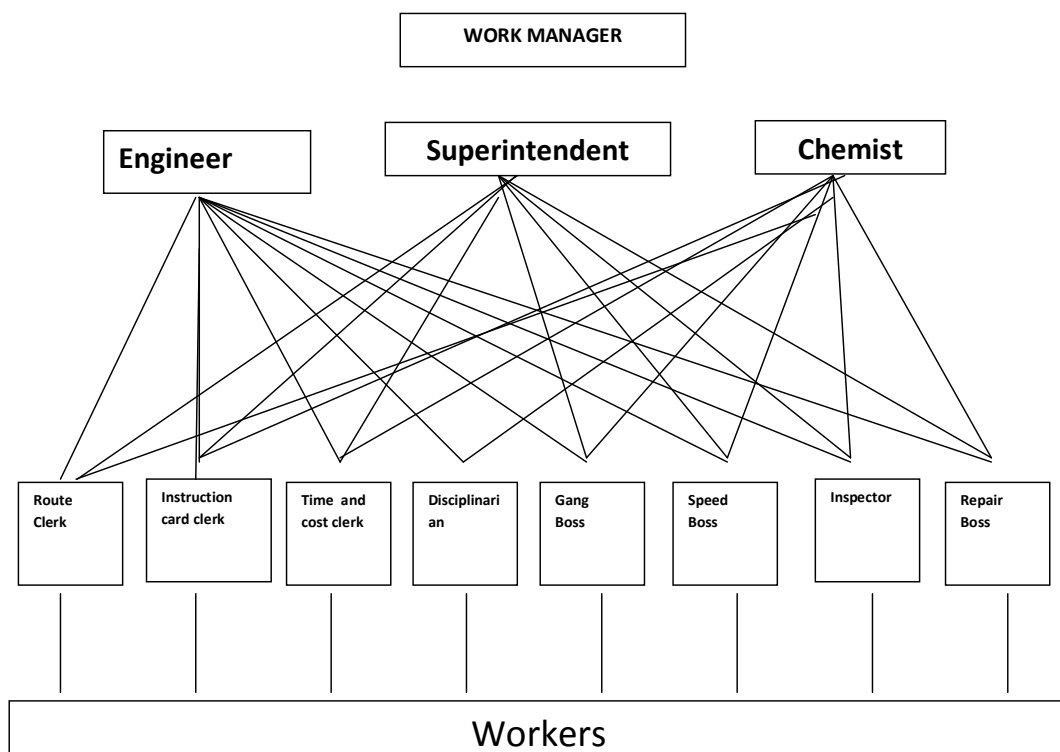 WORK MANAGER
Engineer
Superintendent
Chemist
Route
Clerk
Instruction
card clerk
Time and
cost clerk
Disciplinari
an
Gang
Boss
Speed
Boss
Inspector
Repair
Boss
Workers